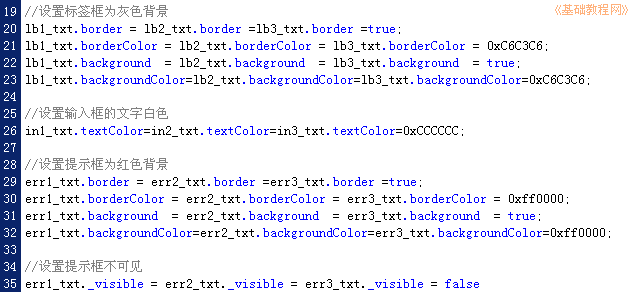 《基础教程网》
19 //设置标签框为灰色背景
20 lb1_txt.border = lb2_txt.border =lb3_txt.border =true;
21 lb1_txt.borderColor = lb2_txt.borderColor = lb3_txt.borderColor = 0xC6C3C6;
22 lb1_txt.background  = lb2_txt.background  = lb3_txt.background  = true;
23 lb1_txt.backgroundColor=lb2_txt.backgroundColor=lb3_txt.backgroundColor=0xC6C3C6;
24
25 //设置输入框的文字白色
26 in1_txt.textColor=in2_txt.textColor=in3_txt.textColor=0xCCCCCC;
27
28 //设置提示框为红色背景
29 err1_txt.border = err2_txt.border =err3_txt.border =true;
30 err1_txt.borderColor = err2_txt.borderColor = err3_txt.borderColor = 0xff0000;
31 err1_txt.background  = err2_txt.background  = err3_txt.background  = true;
32 err1_txt.backgroundColor=err2_txt.backgroundColor=err3_txt.backgroundColor=0xff0000;
33
34 //设置提示框不可见
35 err1_txt._visible = err2_txt._visible = err3_txt._visible = false